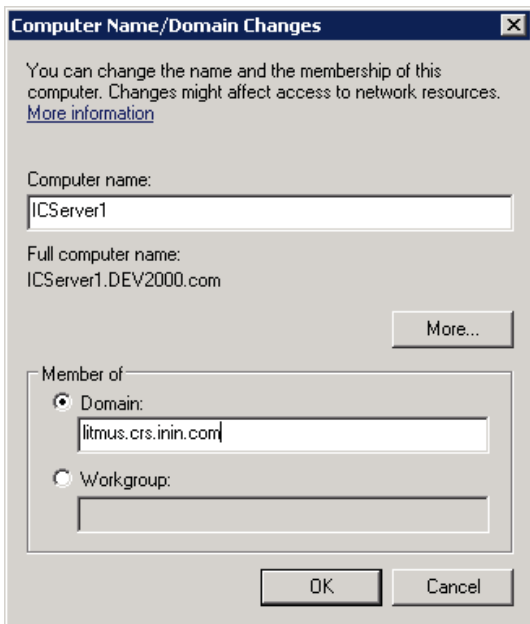 Computer Name/Domain Changes
You can change the name and the membership of this
computer. Changes might affect access to network resources.
More information
Computer name:
ICServer1
Full computer name:
ICServer1.DEV2000.com
More...
Member of
Domain:
litmus.crs.inin.com
Workgroup:
OK Cancel